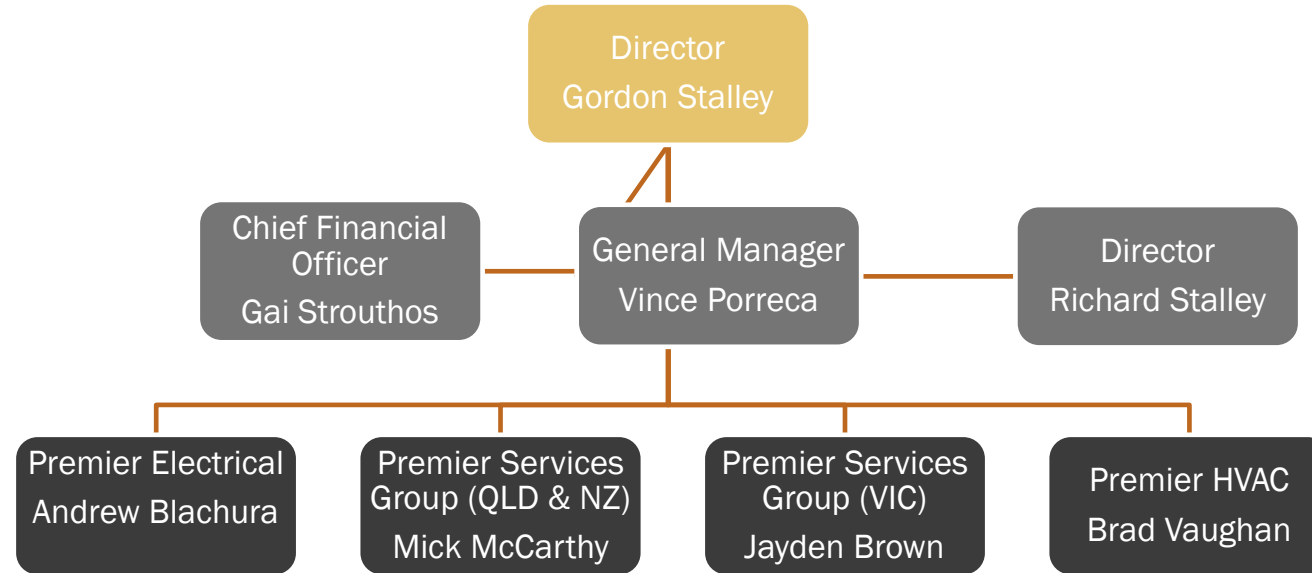 Director
Gordon Stalley
Chief Financial
Officer
Gai Strouthos
General Manager
Vince Porreca
Director
Richard Stalley
Premier Electrical
Andrew Blachura
Premier Services
Group (QLD & NZ)
Mick McCarthy
Premier Services
Group (VIC)
Jayden Brown
Premier HVAC
Brad Vaughan